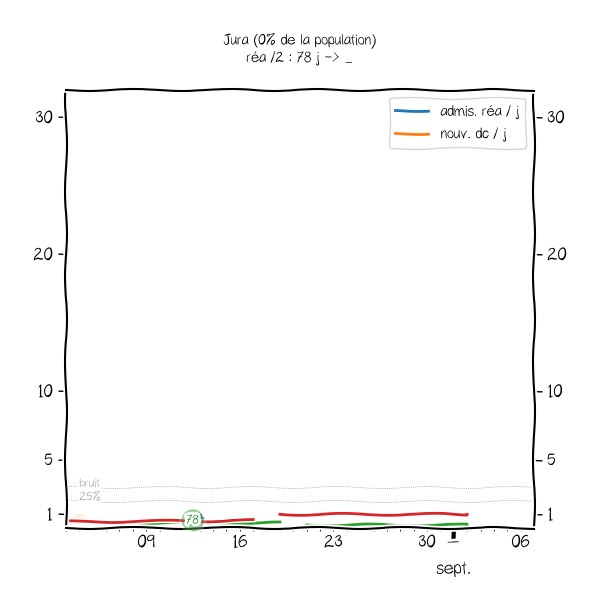 Jura (0% de la population)
réa /2 : 78 j -> _
admis. réa / j
nouv. dc / j
30
30
20
20
10
10
5
5
bruit
25%
1
78
1
09
16
23
30
06
sept.